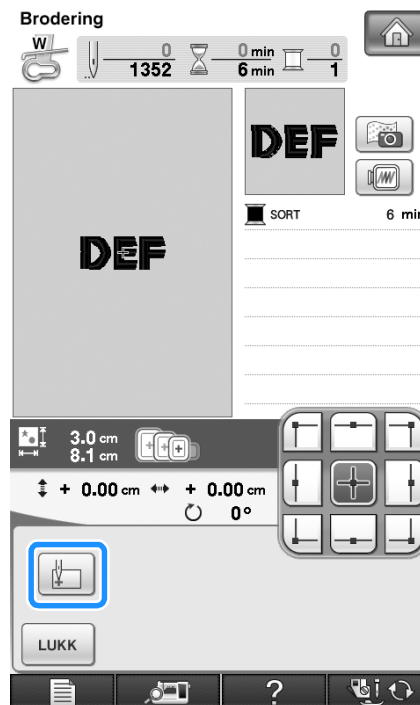 Brodering
W
0
1352
0 min
6 min
0
1
DEF
DEF
SORT 6 min
3.0 cm
8.1 cm
+ 0.00 cm + 0.00 cm
0°
LUKK
?